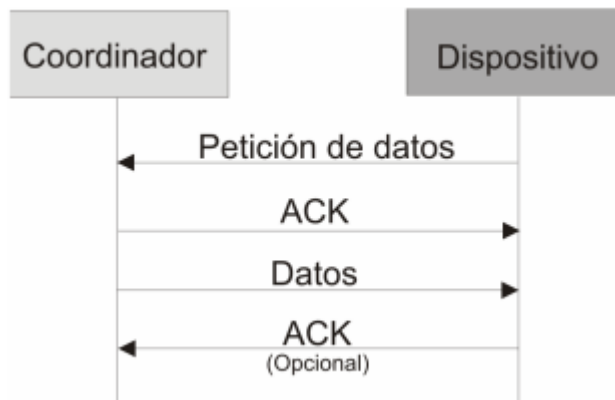 Coordinador
Dispositivo
Petición de datos
ACK
Datos
ACK
(Opcional)